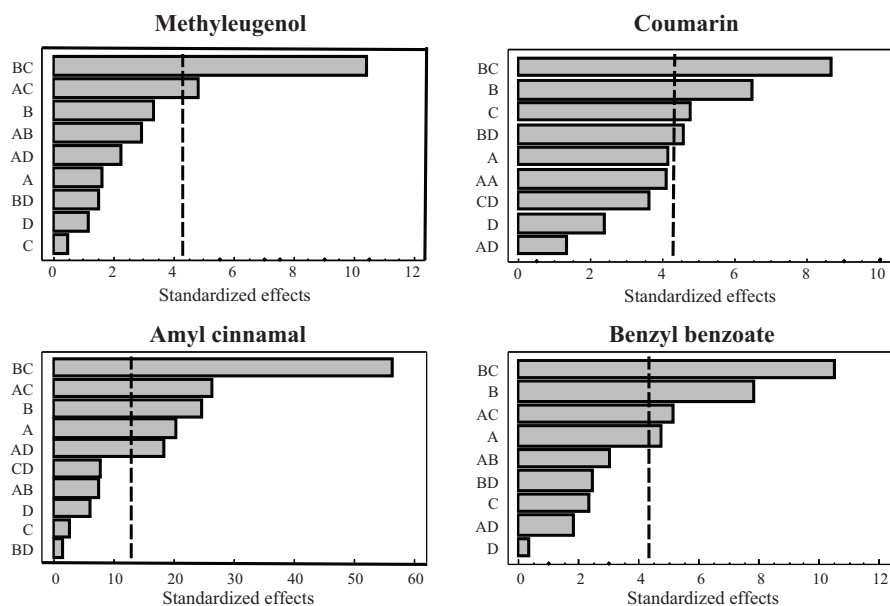 Methyleugenol
BC
AC
B
AB
AD
A
BD
D
C
0 2 4 6 8 10 12
Standardized effects
Coumarin
BC
B
C
BD
A
AA
CD
D
AD
0 2 4 6 8 10
Standardized effects
Amyl cinnamal
BC
AC
B
A
AD
CD
AB
D
C
BD
0 10 20 30 40 50 60
Standardized effects
Benzyl benzoate
BC
B
AC
A
AB
BD
C
AD
D
0 2 4 6 8 10 12
Standardized effects